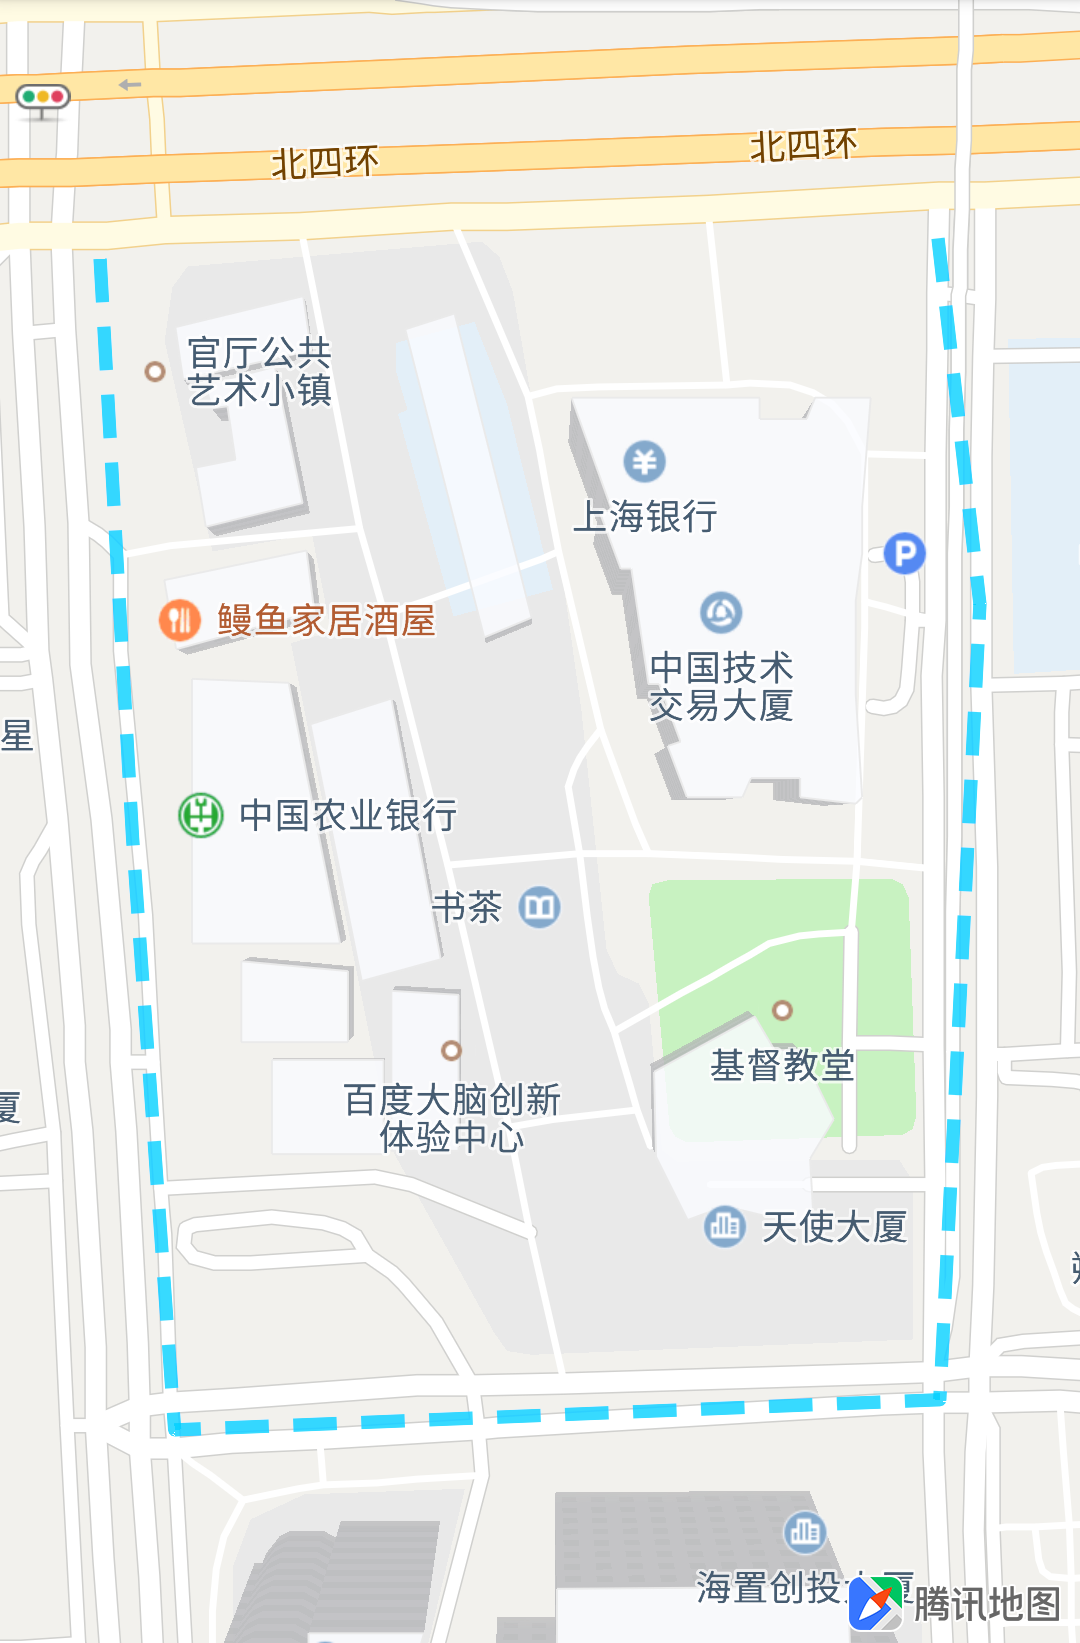 北四环
北四环
官厅公共
艺术小镇
上海银行
P
鳗鱼家居酒屋
中国技术
交易大厦
星
中国农业银行
书茶
基督教堂
百度大脑创新
体验中心
厦
天使大厦
海置创投大厦
腾讯地图